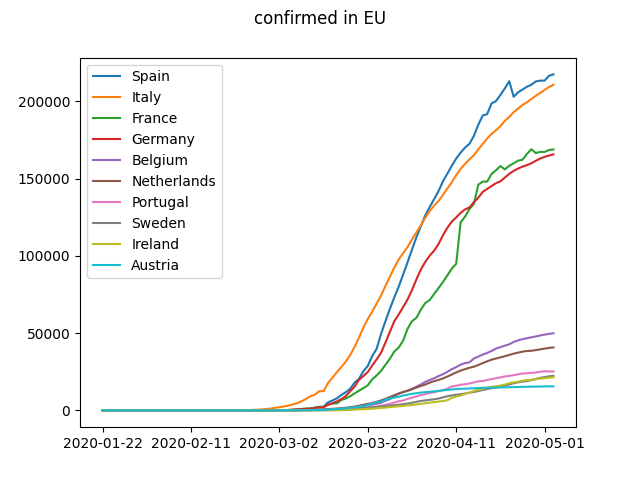 confirmed in EU
Spain
Italy
France
Germany
Belgium
Netherlands
Portugal
Sweden
Ireland
Austria
200000
150000
100000
50000
0
2020-01-22 2020-02-11 2020-03-02 2020-03-22 2020-04-11 2020-05-01